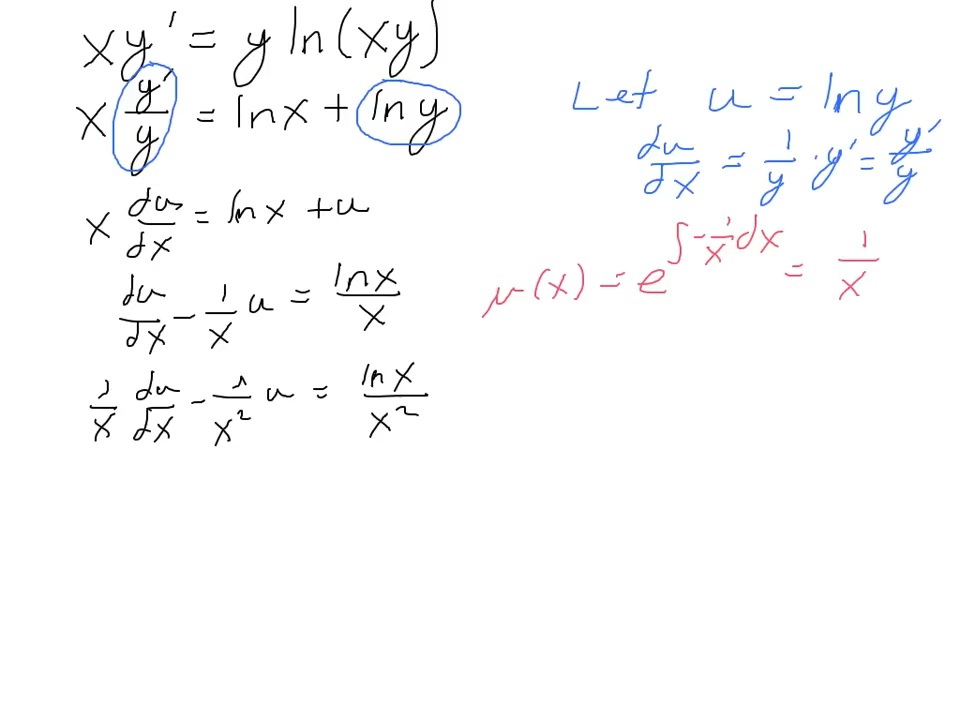 xy' = y ln(xy)
x y'/y = ln x + ln y
x du/dx = ln x + u
du/dx - 1/x u = ln x / x
1/x du/dx - 1/x² u = ln x / x²
Let u = ln y
du/dx = 1/y · y' = y'/y
μ(x) = e^∫-1/x dx = 1/x